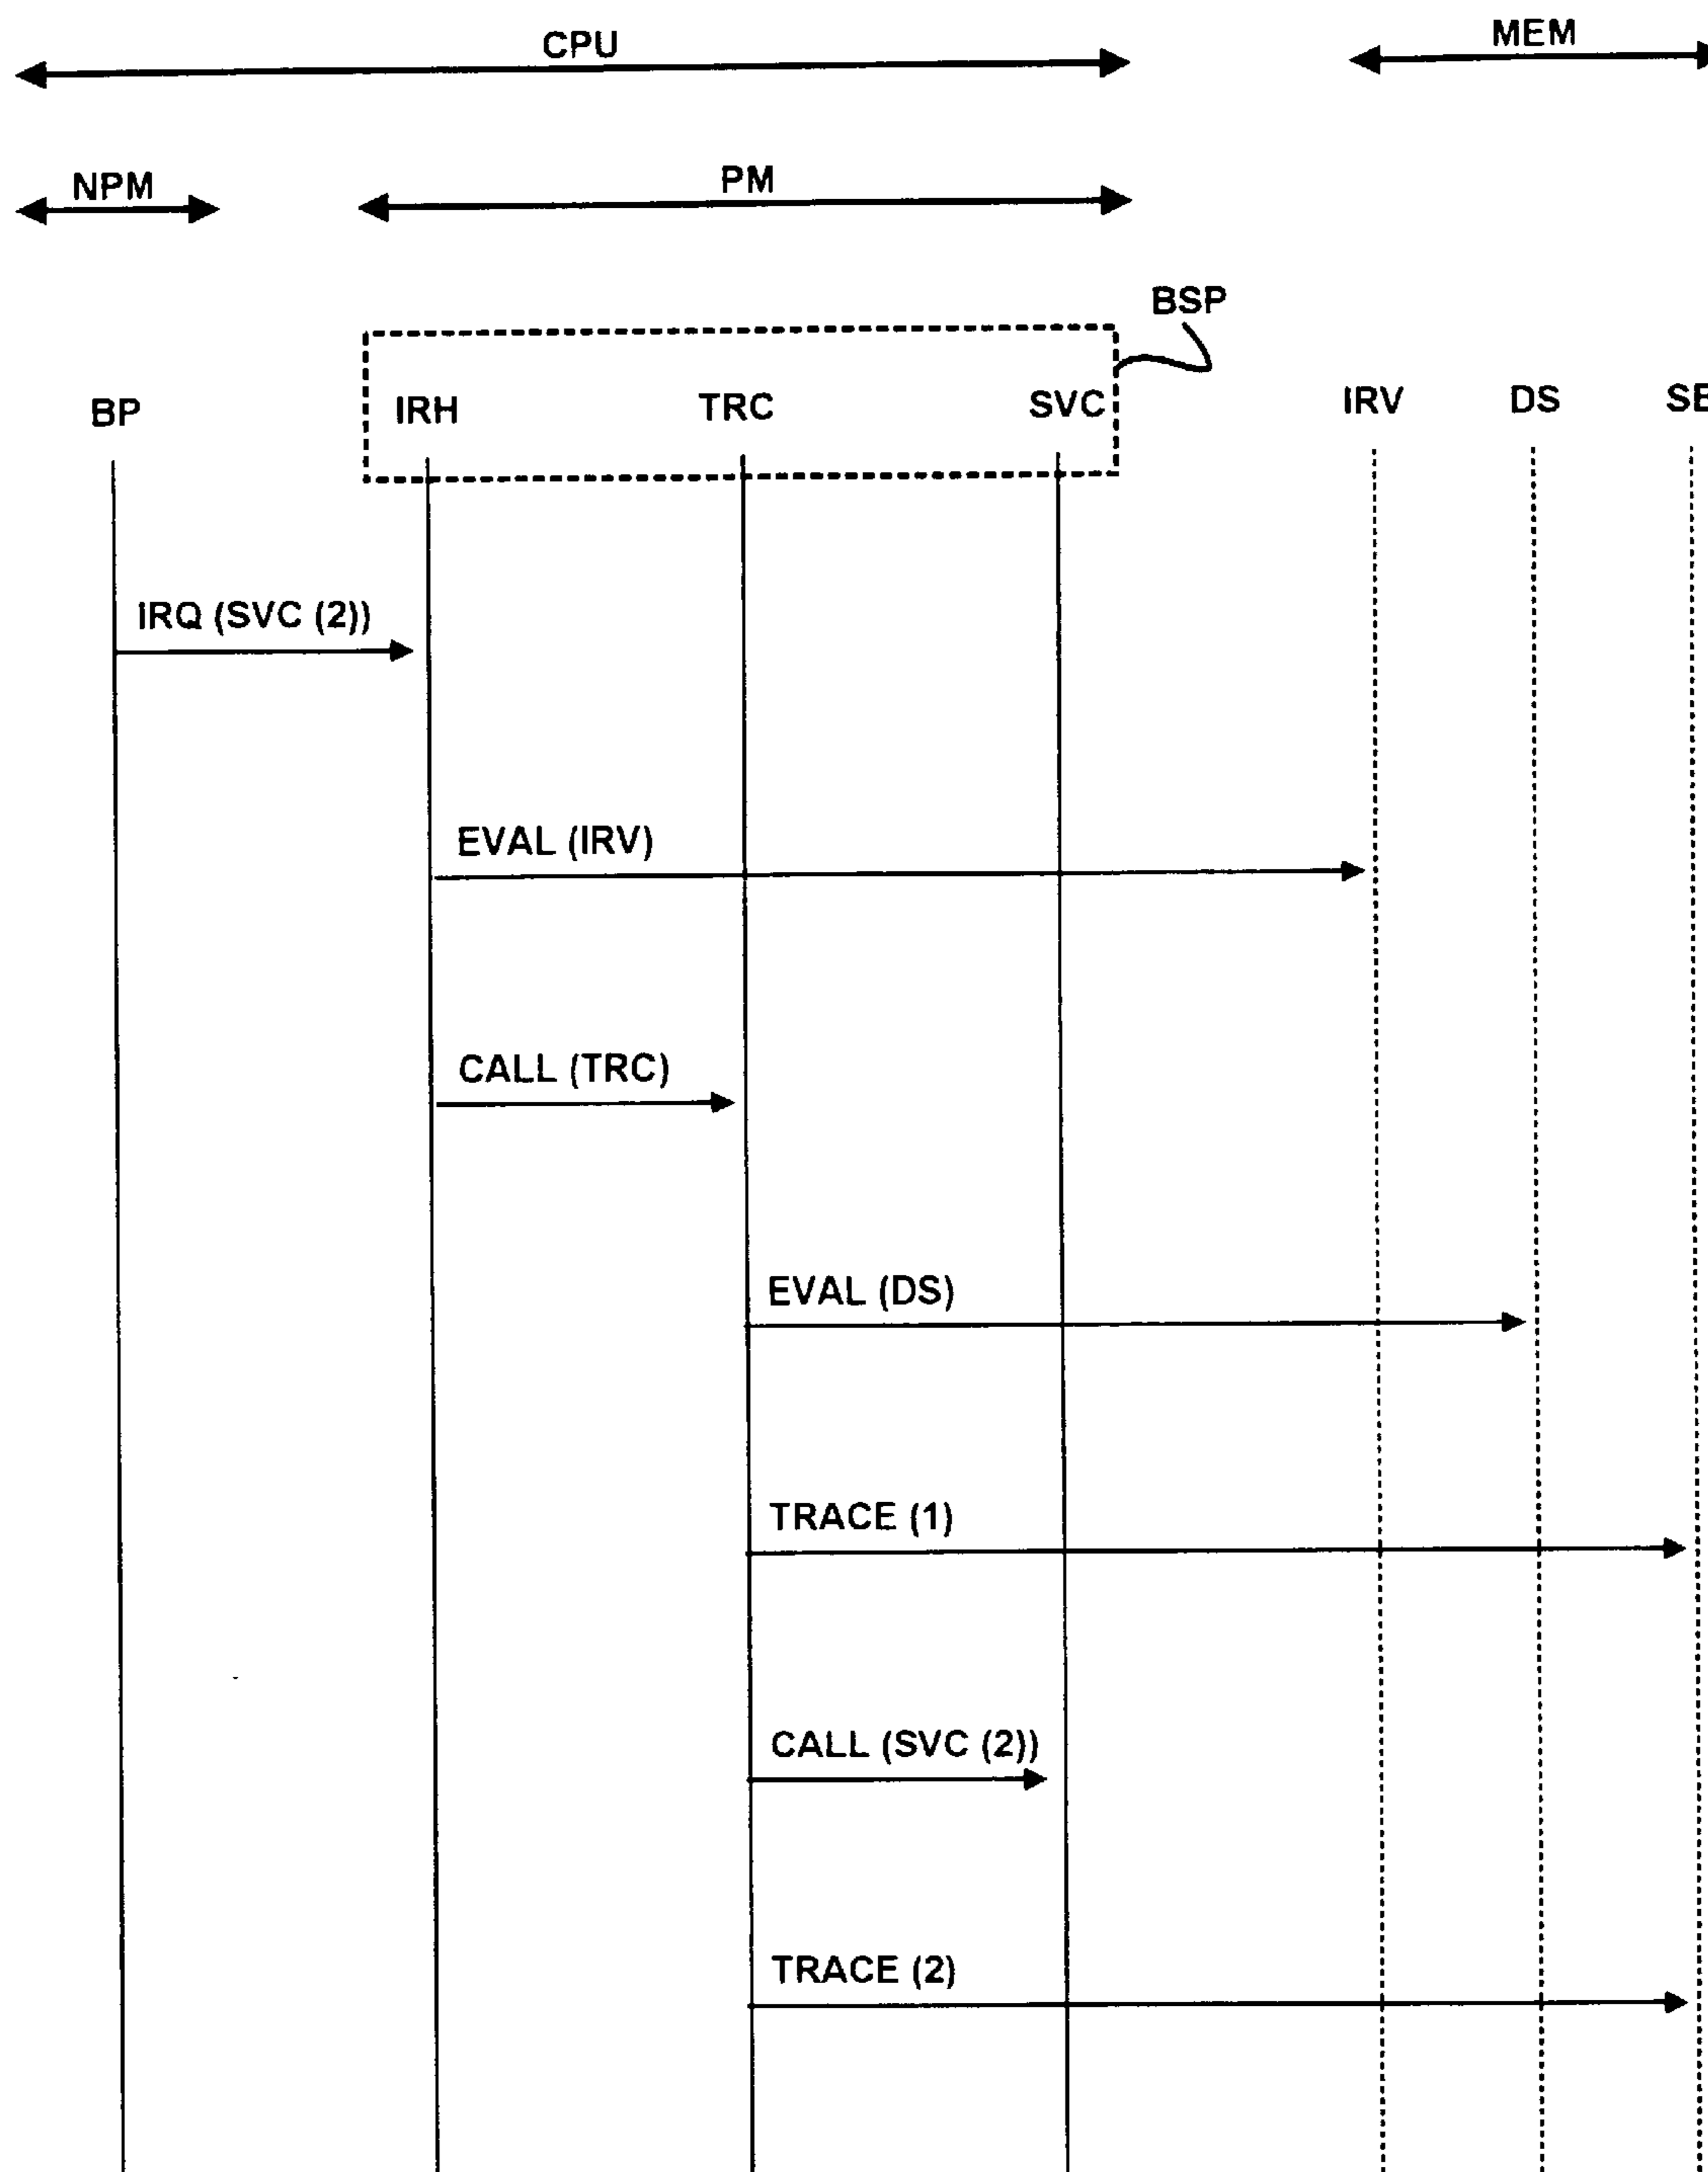 CPU
MEM
NPM
PM
BSP
BP
IRH
TRC
SVC
IRV
DS
IRQ (SVC (2))
EVAL (IRV)
CALL (TRC)
EVAL (DS)
TRACE (1)
CALL (SVC (2))
TRACE (2)